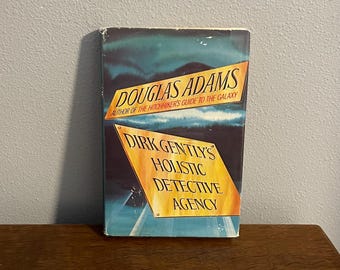 DOUGLAS ADAMS
AUTHOR OF THE HITCHHIKER'S GUIDE TO THE GALAXY
DIRK GENTLY'S
HOLISTIC
DETECTIVE
AGENCY